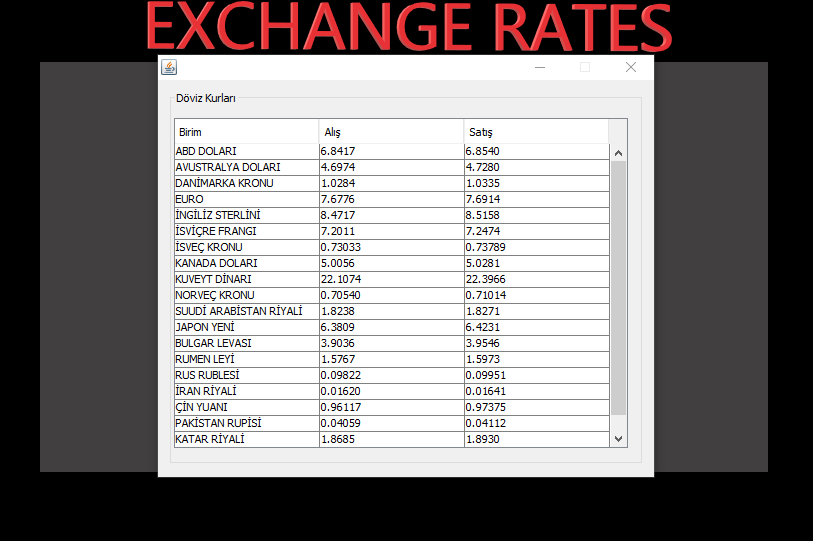 EXCHANGE RATES
Döviz Kurları
Birim Alış Satış
ABD DOLARI 6.8417 6.8540
AVUSTRALYA DOLARI 4.6974 4.7280
DANİMARKA KRONU 1.0284 1.0335
EURO 7.6776 7.6914
İNGİLİZ STERLİNİ 8.4717 8.5158
İSVİÇRE FRANGI 7.2011 7.2474
İSVEÇ KRONU 0.73033 0.73789
KANADA DOLARI 5.0056 5.0281
KUVEYT DİNARI 22.1074 22.3966
NORVEÇ KRONU 0.70540 0.71014
SUUDİ ARABİSTAN RİYALİ 1.8238 1.8271
JAPON YENİ 6.3809 6.4231
BULGAR LEVASI 3.9036 3.9546
RUMEN LEYİ 1.5767 1.5973
RUS RUBLESİ 0.09822 0.09951
İRAN RİYALİ 0.01620 0.01641
ÇİN YUANI 0.96117 0.97375
PAKİSTAN RUPİSİ 0.04059 0.04112
KATAR RİYALİ 1.8685 1.8930